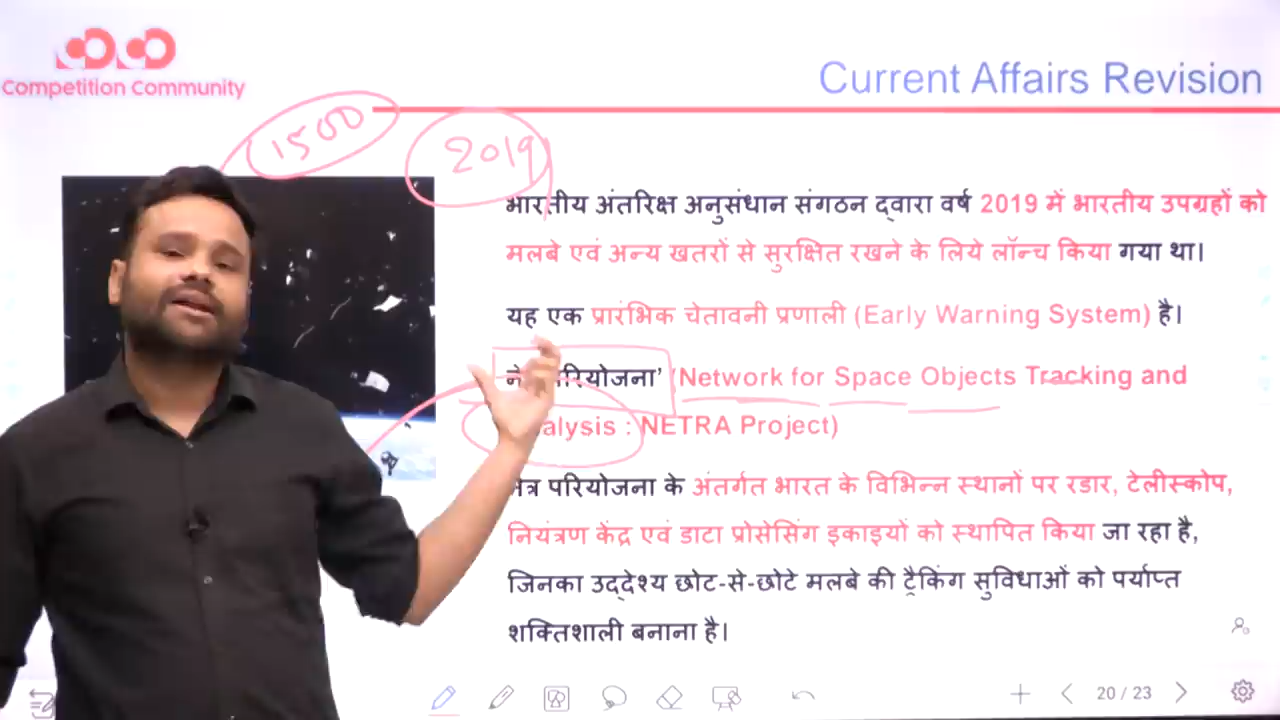 Competition Community
Current Affairs Revision
1500
2019
भारतीय अंतरिक्ष अनुसंधान संगठन द्वारा वर्ष 2019 में भारतीय उपग्रहों को
मलबे एवं अन्य खतरों से सुरक्षित रखने के लिये लॉन्च किया गया था।
यह एक प्रारंभिक चेतावनी प्रणाली (Early Warning System) है।
परियोजना’ (Network for Space Objects Tracking and
: NETRA Project)
परियोजना के अंतर्गत भारत के विभिन्न स्थानों पर रडार, टेलीस्कोप,
नियंत्रण केंद्र एवं डाटा प्रोसेसिंग इकाइयों को स्थापित किया जा रहा है,
जिनका उद्देश्य छोट-से-छोटे मलबे की ट्रैकिंग सुविधाओं को पर्याप्त
शक्तिशाली बनाना है।
20 / 23